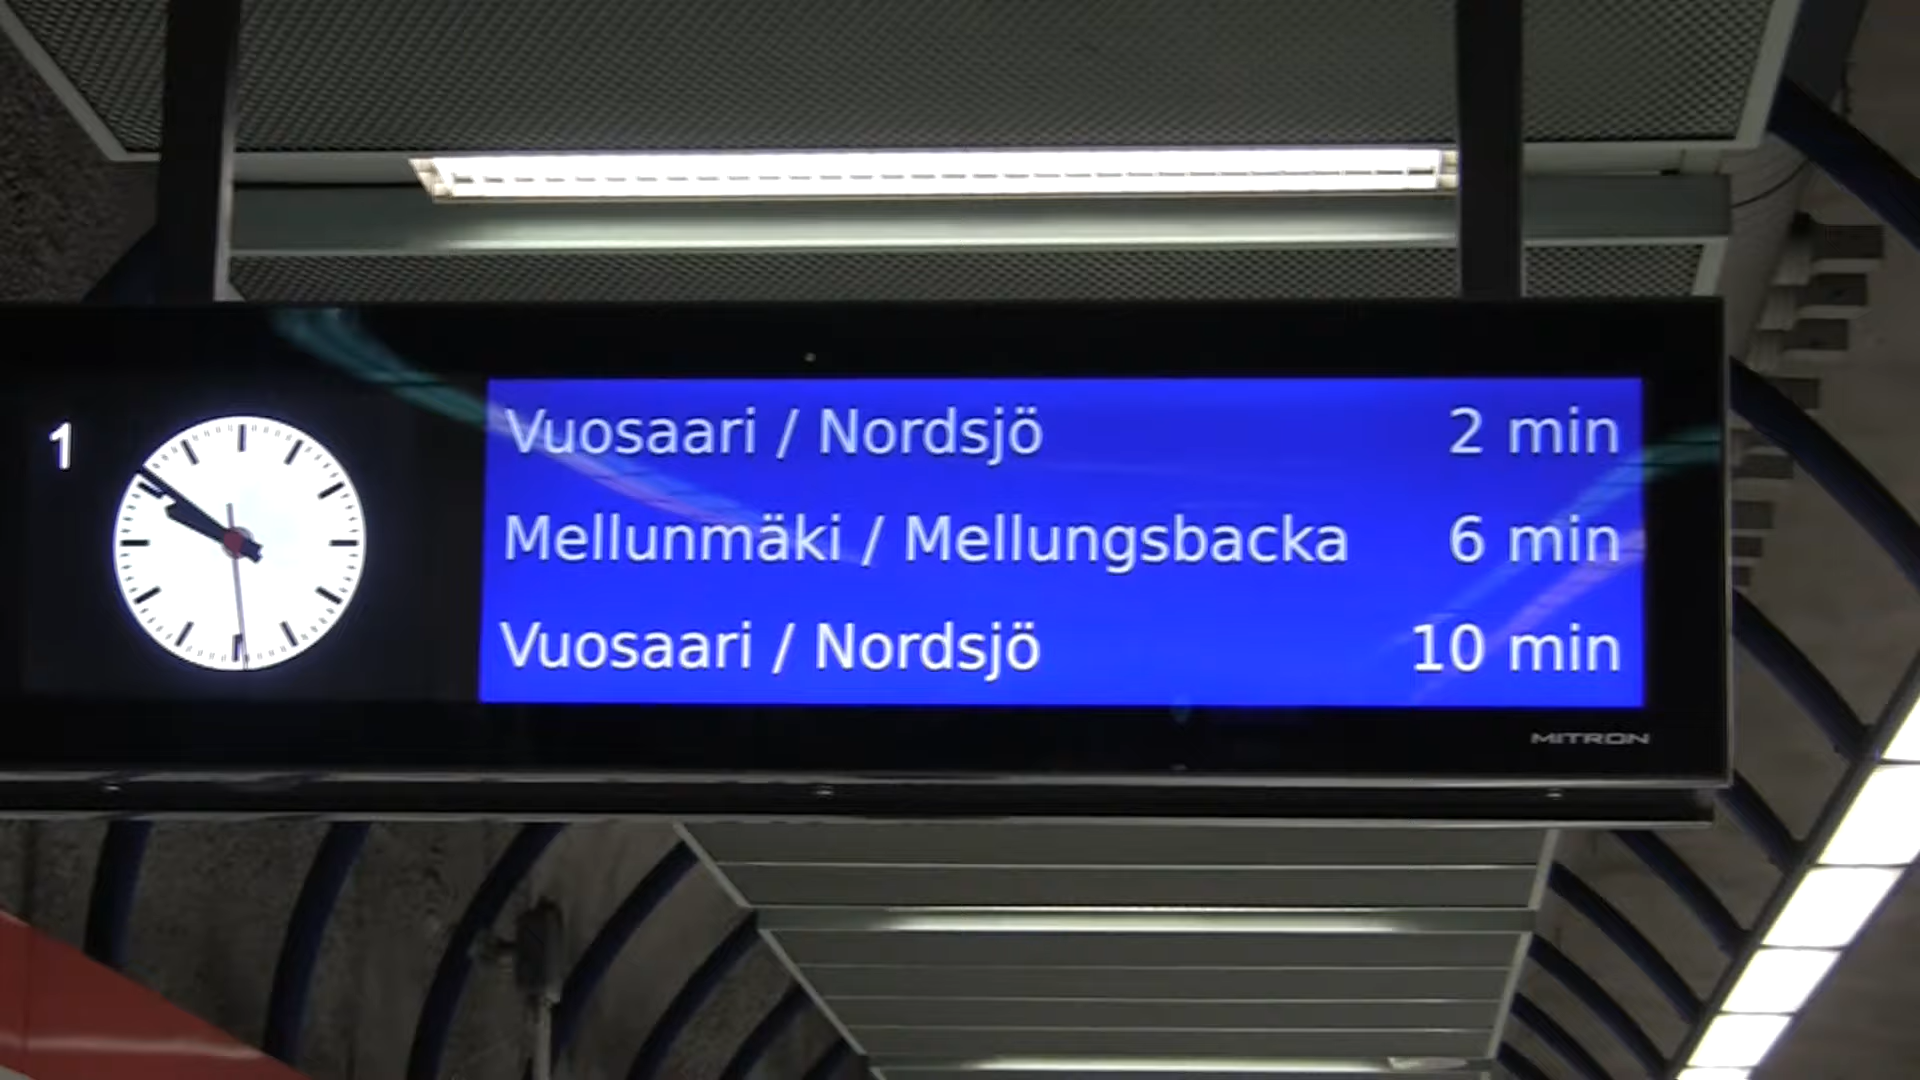 1
Vuosaari / Nordsjö 2 min
Mellunmäki / Mellungsbacka 6 min
Vuosaari / Nordsjö 10 min
MITRON